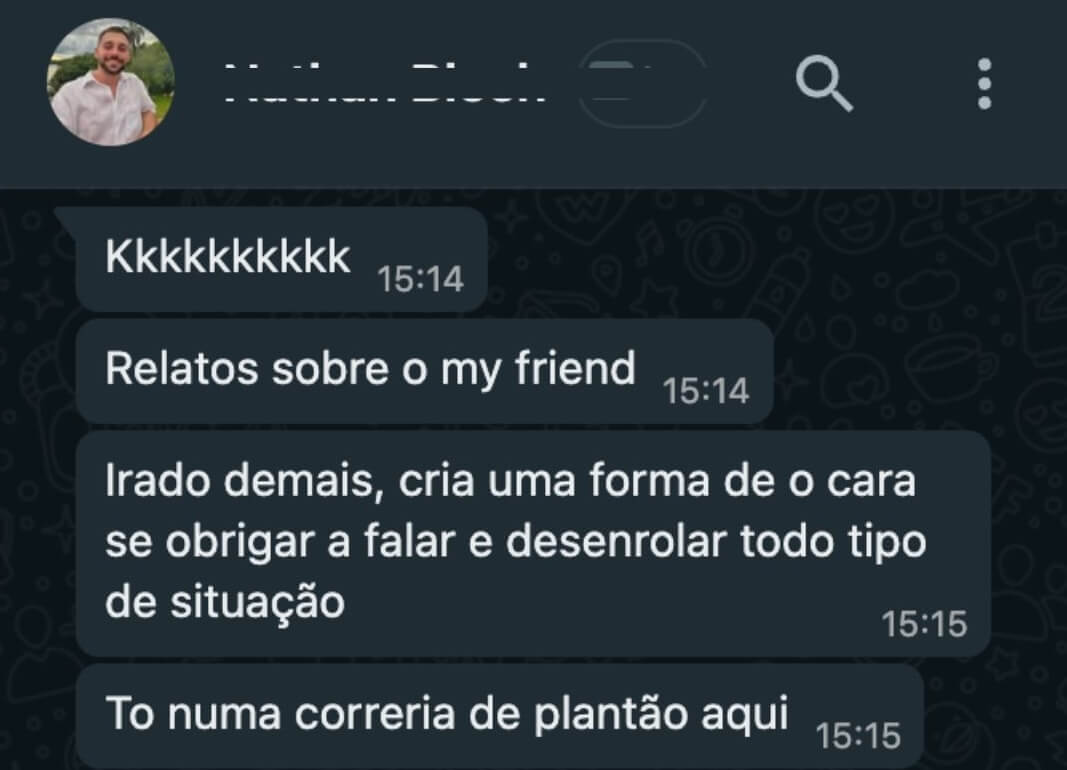 Kkkkkkkkkk 15:14
Relatos sobre o my friend 15:14
Irado demais, cria uma forma de o cara
se obrigar a falar e desenrolar todo tipo
de situação 15:15
To numa correria de plantão aqui 15:15